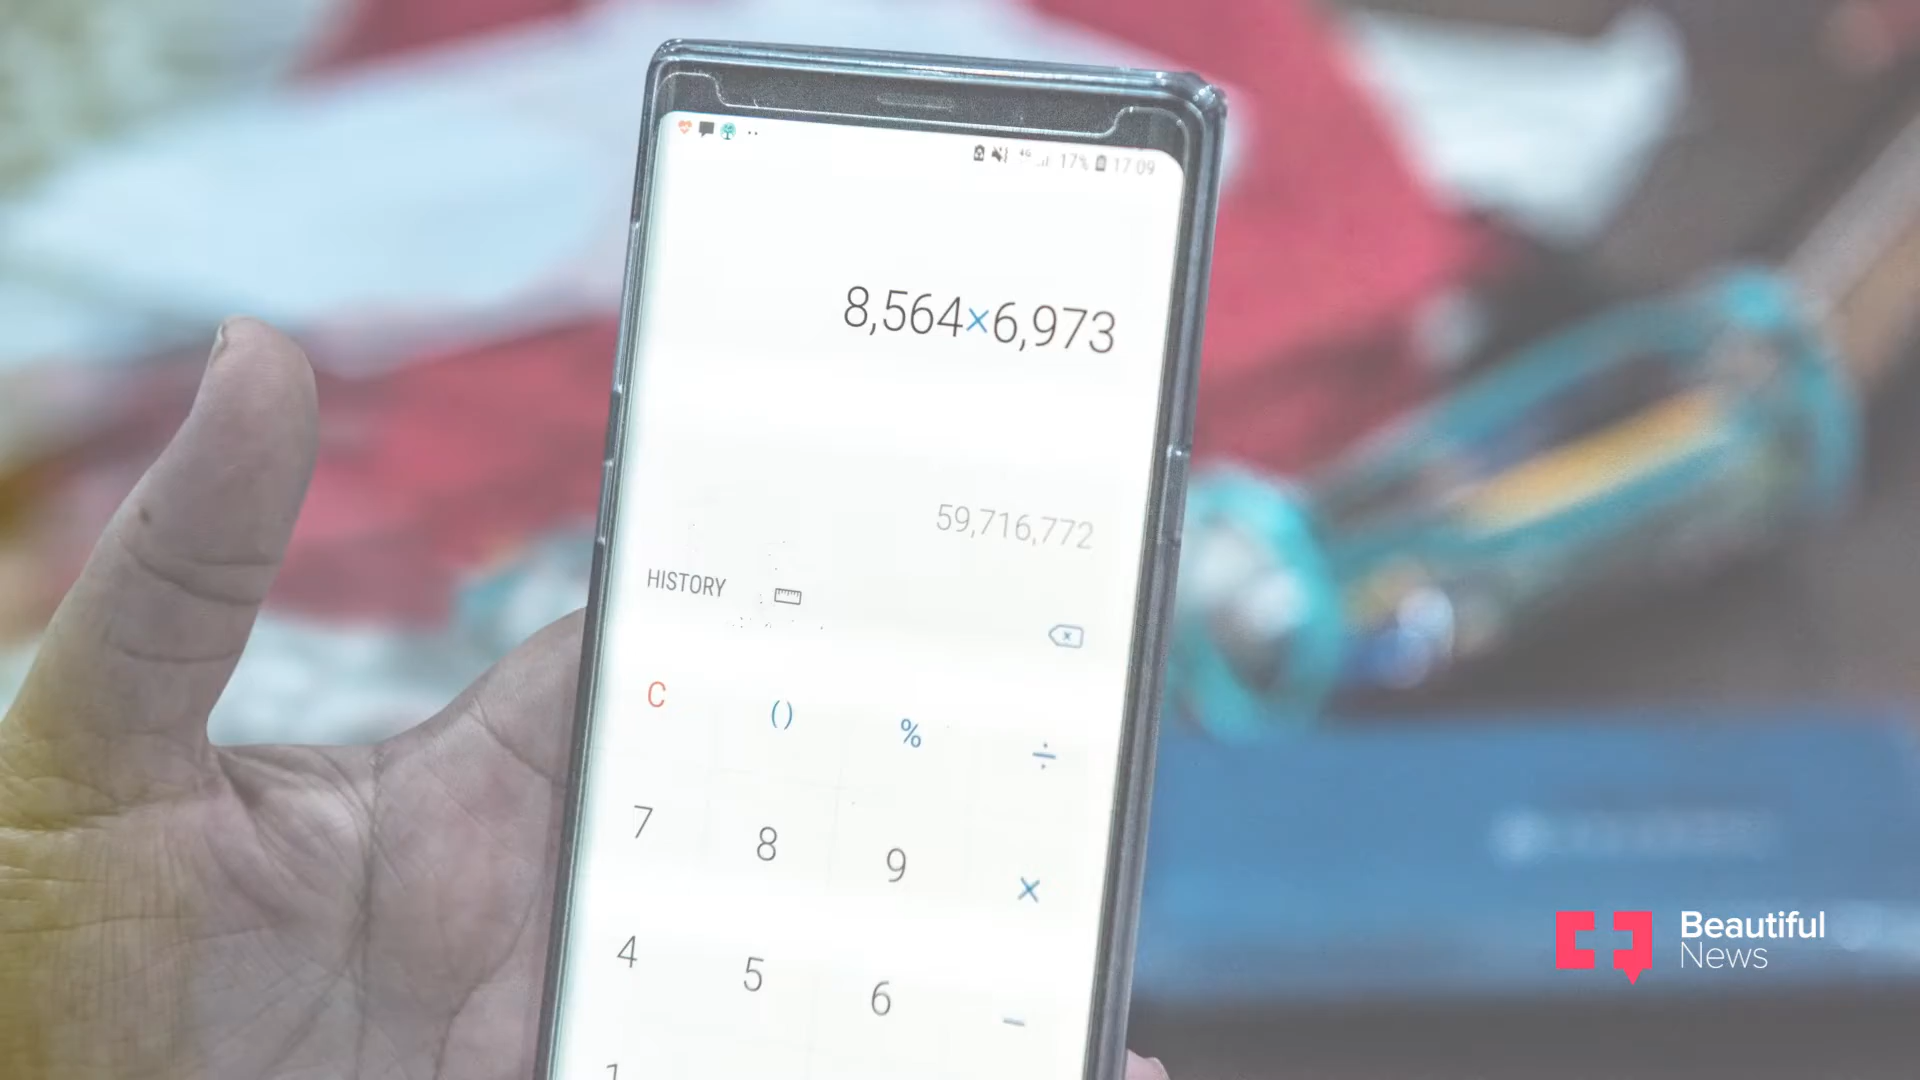 17% 17:09
8,564×6,973
59,716,772
HISTORY
C () % ÷
7 8 9 ×
4 5 6 −
1
Beautiful
News